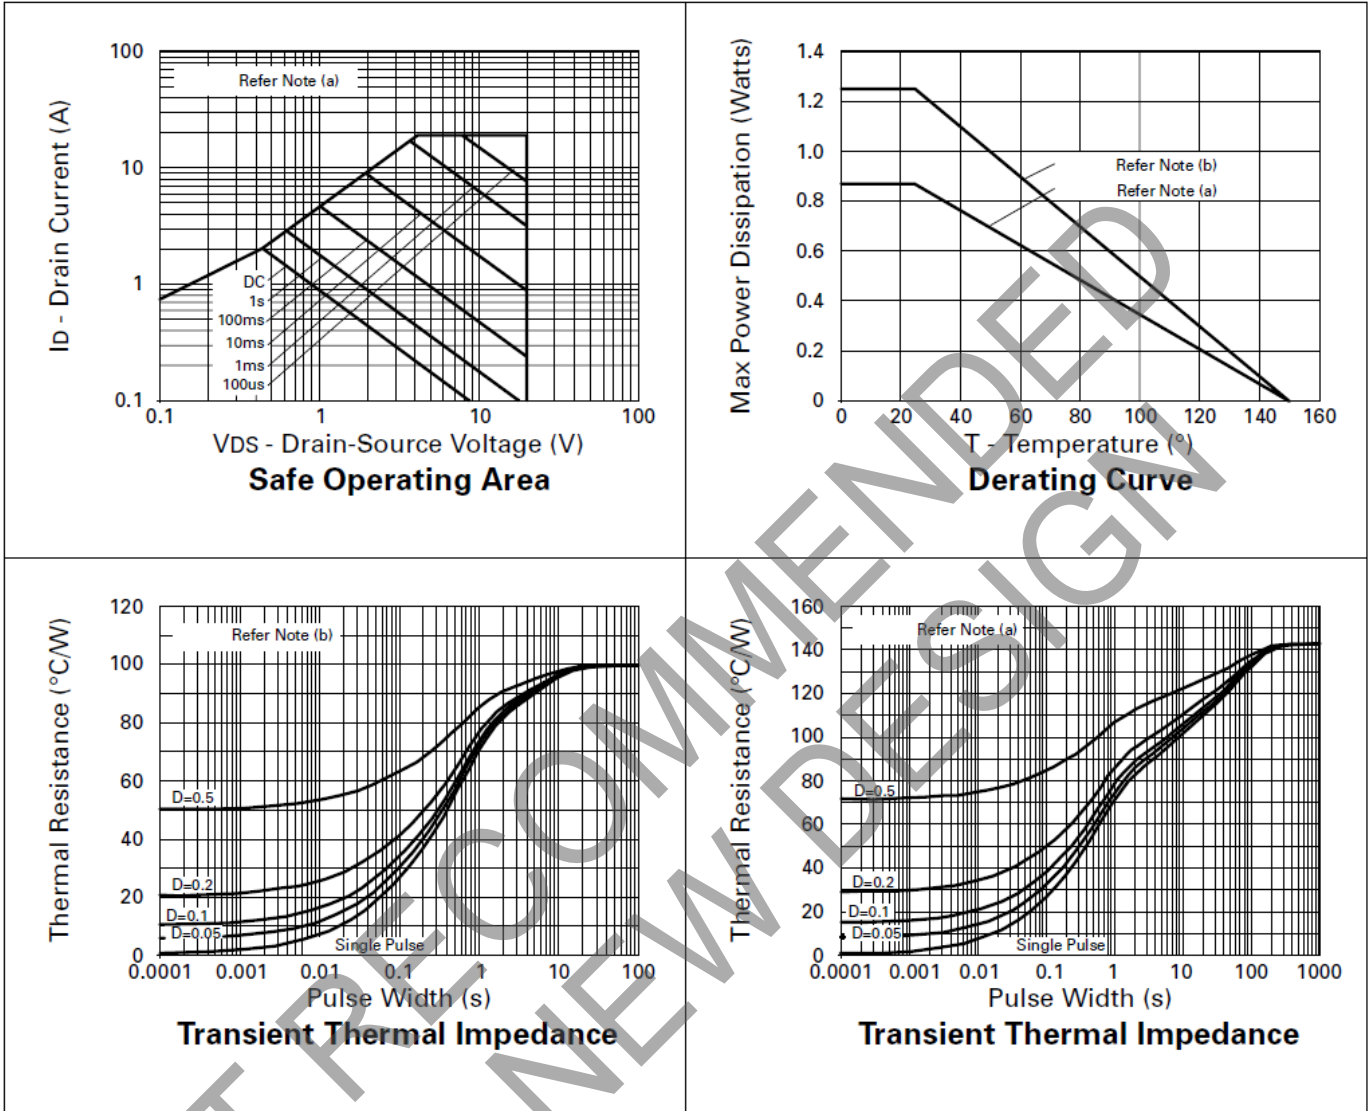 100
10
1
0.1
ID - Drain Current (A)
Refer Note (a)
DC
1s
100ms
10ms
1ms
100us
0.1 1 10 100
VDS - Drain-Source Voltage (V)
Safe Operating Area
1.4
1.2
1.0
0.8
0.6
0.4
0.2
0
Max Power Dissipation (Watts)
Refer Note (b)
Refer Note (a)
0 20 40 60 80 100 120 140 160
T - Temperature (°)
Derating Curve
120
100
80
60
40
20
0
Thermal Resistance (°C/W)
Refer Note (b)
D=0.5
D=0.2
D=0.1
D=0.05
Single Pulse
0.0001 0.001 0.01 0.1 1 10 100
Pulse Width (s)
Transient Thermal Impedance
160
140
120
100
80
60
40
20
0
Thermal Resistance (°C/W)
Refer Note (a)
D=0.5
D=0.2
D=0.1
D=0.05
Single Pulse
0.0001 0.001 0.01 0.1 1 10 100 1000
Pulse Width (s)
Transient Thermal Impedance
T RECOMMENDED
NEW DESIGN